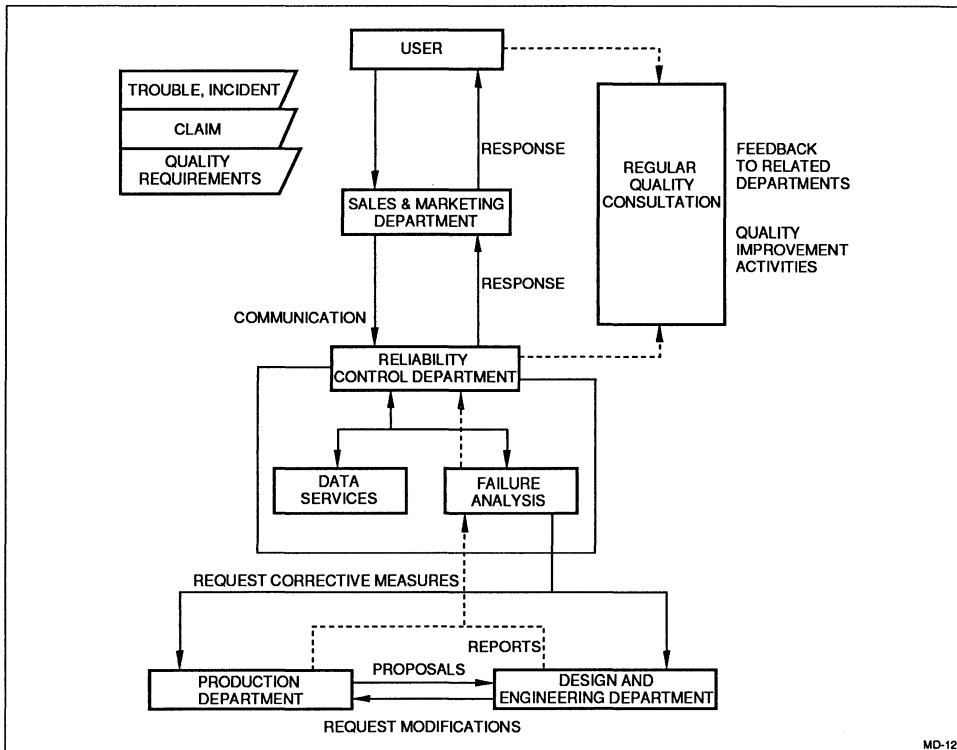 USER
TROUBLE, INCIDENT
CLAIM
QUALITY
REQUIREMENTS
RESPONSE
REGULAR
QUALITY
CONSULTATION
FEEDBACK
TO RELATED
DEPARTMENTS
QUALITY
IMPROVEMENT
ACTIVITIES
SALES & MARKETING
DEPARTMENT
RESPONSE
COMMUNICATION
RELIABILITY
CONTROL DEPARTMENT
DATA
SERVICES
FAILURE
ANALYSIS
REQUEST CORRECTIVE MEASURES
REPORTS
PROPOSALS
PRODUCTION
DEPARTMENT
DESIGN AND
ENGINEERING DEPARTMENT
REQUEST MODIFICATIONS
MD-12